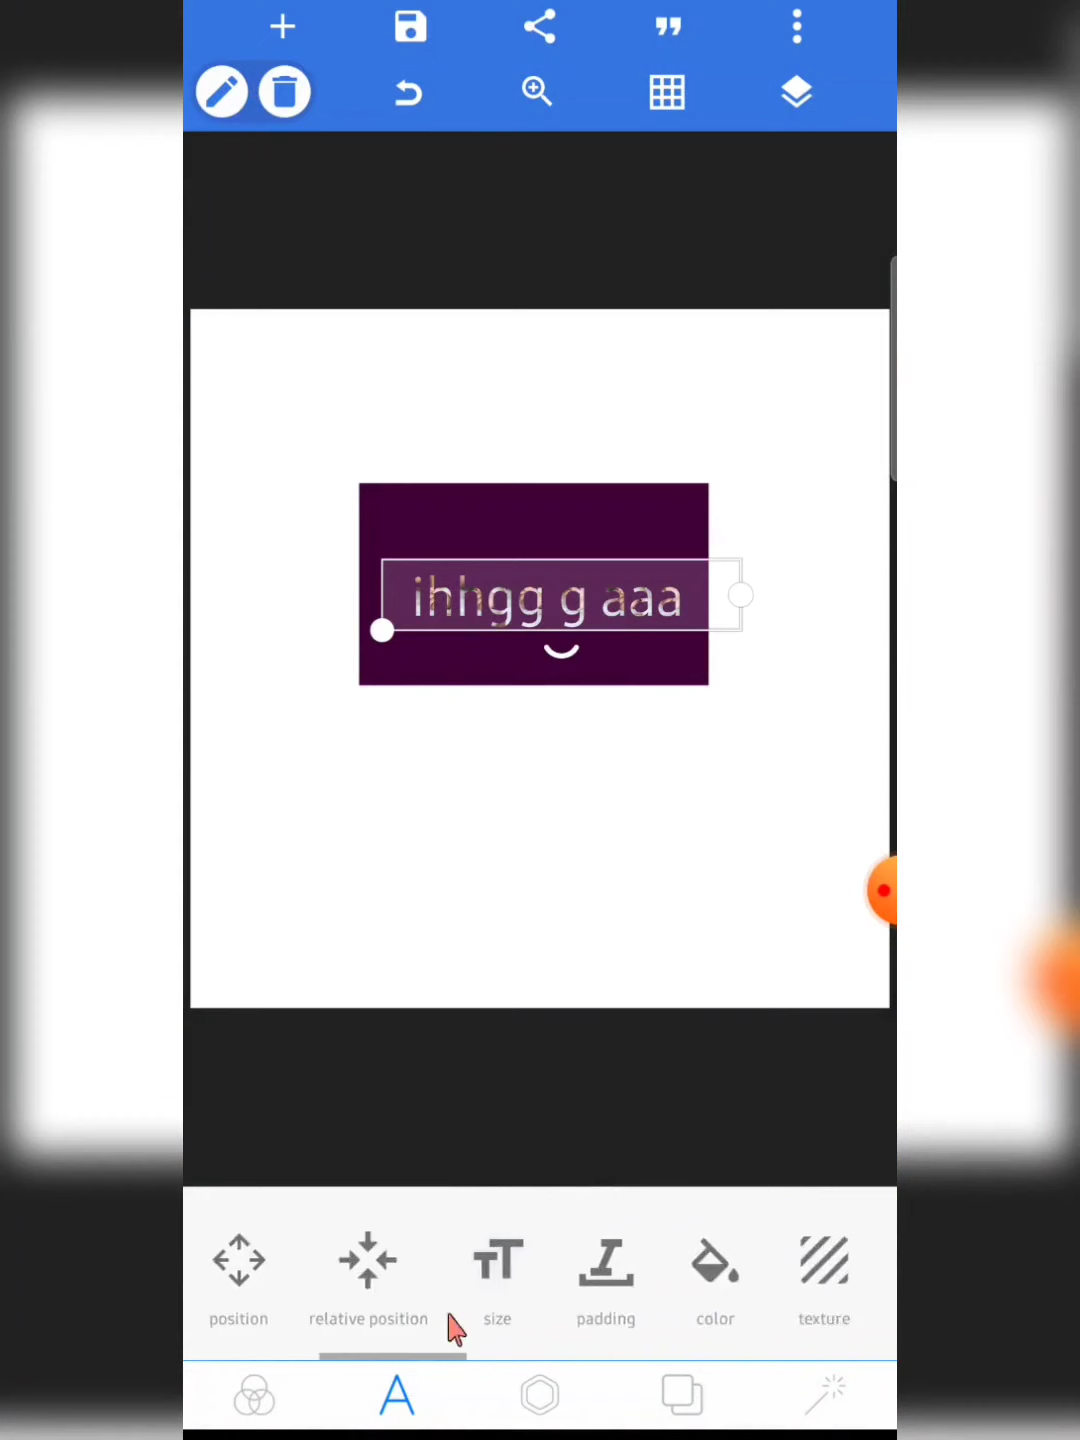 ihhgg g aaa
position relative position size padding color texture